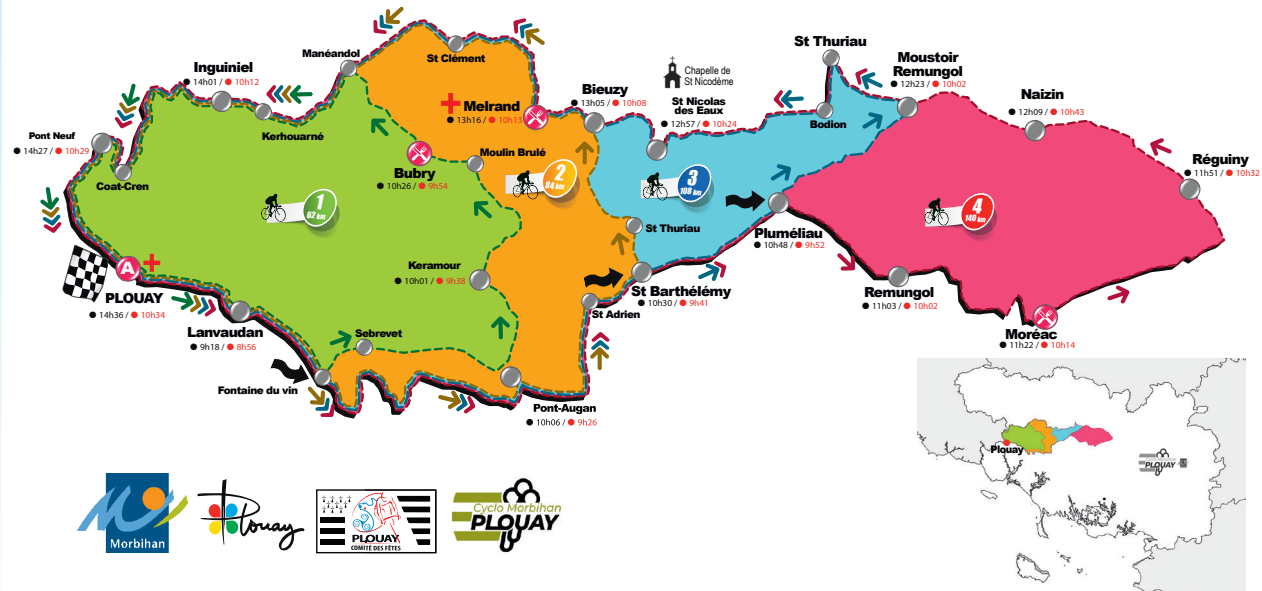 Manéandol
St Clément
St Thuriau
Inguiniel
● 14h01 / ● 10h12
Kerhouarné
Pont Neuf
● 14h27 / ● 10h29
Coat-Cren
Melrand
● 13h16 / ● 10h13
Bieuzy
● 13h05 / ● 10h08
Chapelle de
St Nicodème
St Nicolas
des Eaux
● 12h57 / ● 10h24
Bodion
Moustoir
Remungol
● 12h23 / ● 10h02
Naizin
● 12h09 / ● 10h43
Réguiny
● 11h51 / ● 10h32
Moulin Brulé
Bubry
● 10h26 / ● 9h54
1
62 km
2
84 km
3
108 km
4
140 km
St Thuriau
Pluméliau
● 10h48 / ● 9h52
Keramour
● 10h01 / ● 9h38
St Barthélémy
● 10h30 / ● 9h41
St Adrien
Remungol
● 11h03 / ● 10h02
Moréac
● 11h22 / ● 10h14
A
PLOUAY
● 14h36 / ● 10h34
Lanvaudan
● 9h18 / ● 8h56
Sebrevet
Fontaine du vin
Pont-Augan
● 10h06 / ● 9h26
Plouay
PLOUAY
Morbihan
Plouay
PLOUAY
COMITÉ DES FÊTES
Cyclo Morbihan
PLOUAY